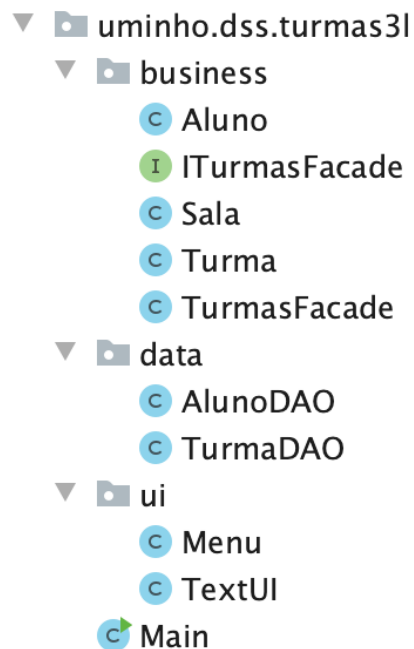 uminho.dss.turmas3l
business
C Aluno
I ITurmasFacade
C Sala
C Turma
C TurmasFacade
data
C AlunoDAO
C TurmaDAO
ui
C Menu
C TextUI
C Main